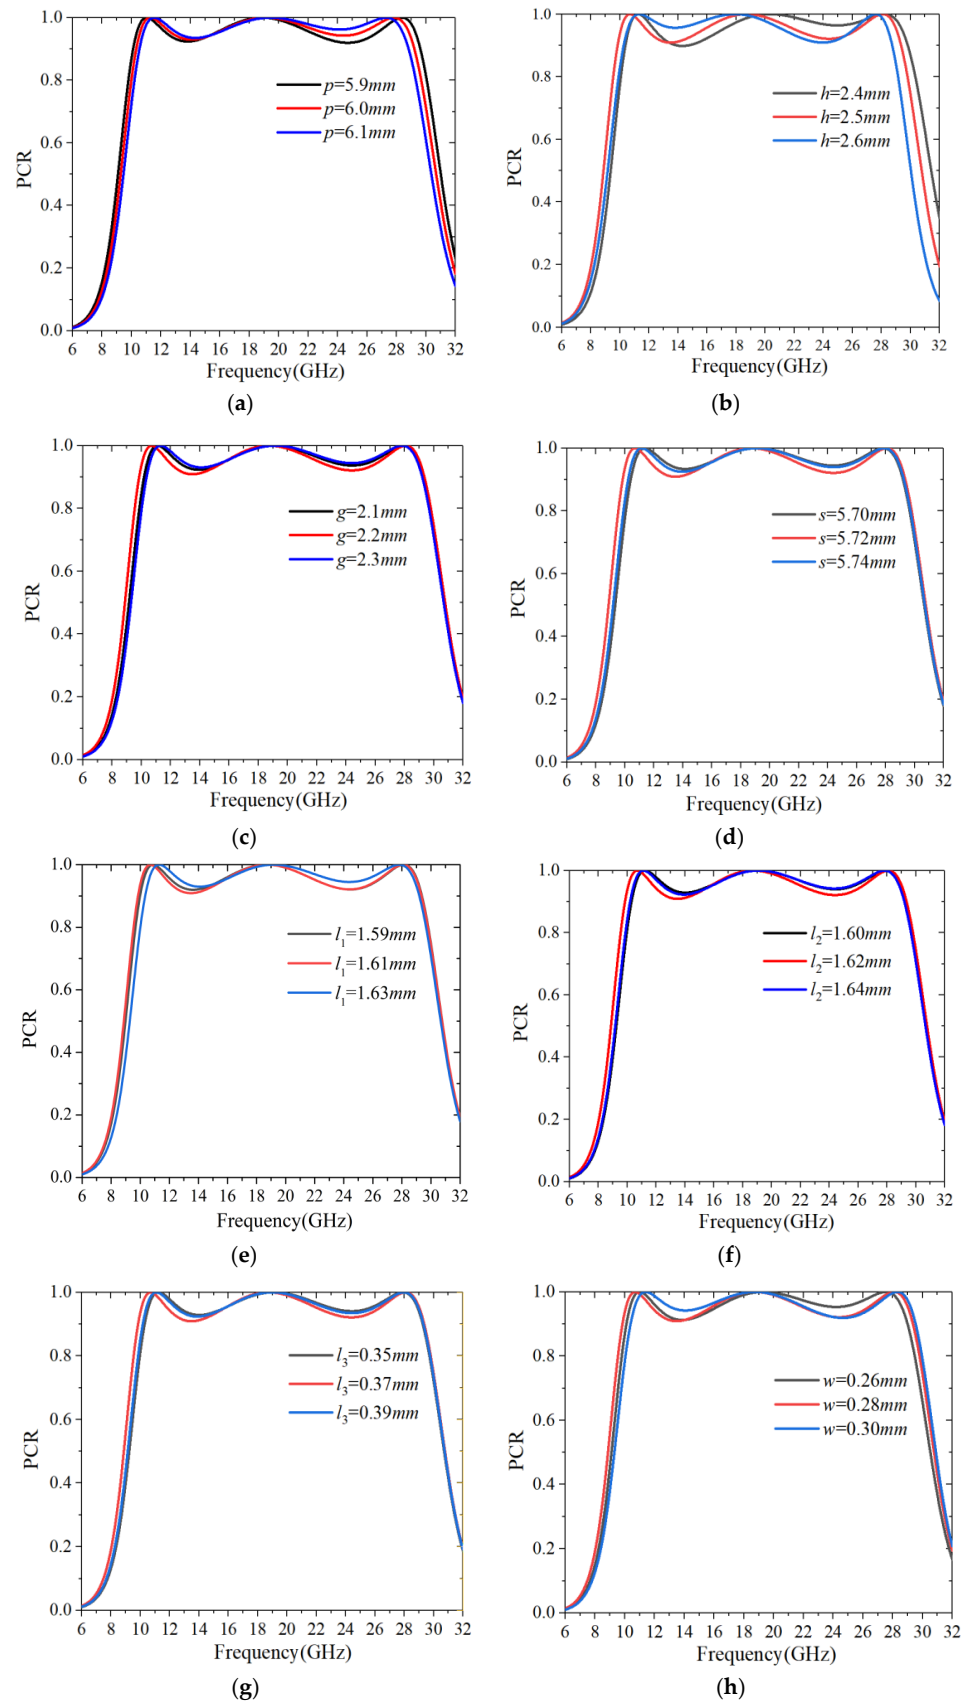 1.0
0.8
0.6
0.4
0.2
0.0
PCR
p=5.9mm
p=6.0mm
p=6.1mm
6 8 10 12 14 16 18 20 22 24 26 28 30 32
Frequency(GHz)
(a)
1.0
0.8
0.6
0.4
0.2
0.0
PCR
h=2.4mm
h=2.5mm
h=2.6mm
6 8 10 12 14 16 18 20 22 24 26 28 30 32
Frequency(GHz)
(b)
1.0
0.8
0.6
0.4
0.2
0.0
PCR
g=2.1mm
g=2.2mm
g=2.3mm
6 8 10 12 14 16 18 20 22 24 26 28 30 32
Frequency(GHz)
(c)
1.0
0.8
0.6
0.4
0.2
0.0
PCR
s=5.70mm
s=5.72mm
s=5.74mm
6 8 10 12 14 16 18 20 22 24 26 28 30 32
Frequency(GHz)
(d)
1.0
0.8
0.6
0.4
0.2
0.0
PCR
l1=1.59mm
l1=1.61mm
l1=1.63mm
6 8 10 12 14 16 18 20 22 24 26 28 30 32
Frequency(GHz)
(e)
1.0
0.8
0.6
0.4
0.2
0.0
PCR
l2=1.60mm
l2=1.62mm
l2=1.64mm
6 8 10 12 14 16 18 20 22 24 26 28 30 32
Frequency(GHz)
(f)
1.0
0.8
0.6
0.4
0.2
0.0
PCR
l3=0.35mm
l3=0.37mm
l3=0.39mm
6 8 10 12 14 16 18 20 22 24 26 28 30 32
Frequency(GHz)
(g)
1.0
0.8
0.6
0.4
0.2
0.0
PCR
w=0.26mm
w=0.28mm
w=0.30mm
6 8 10 12 14 16 18 20 22 24 26 28 30 32
Frequency(GHz)
(h)